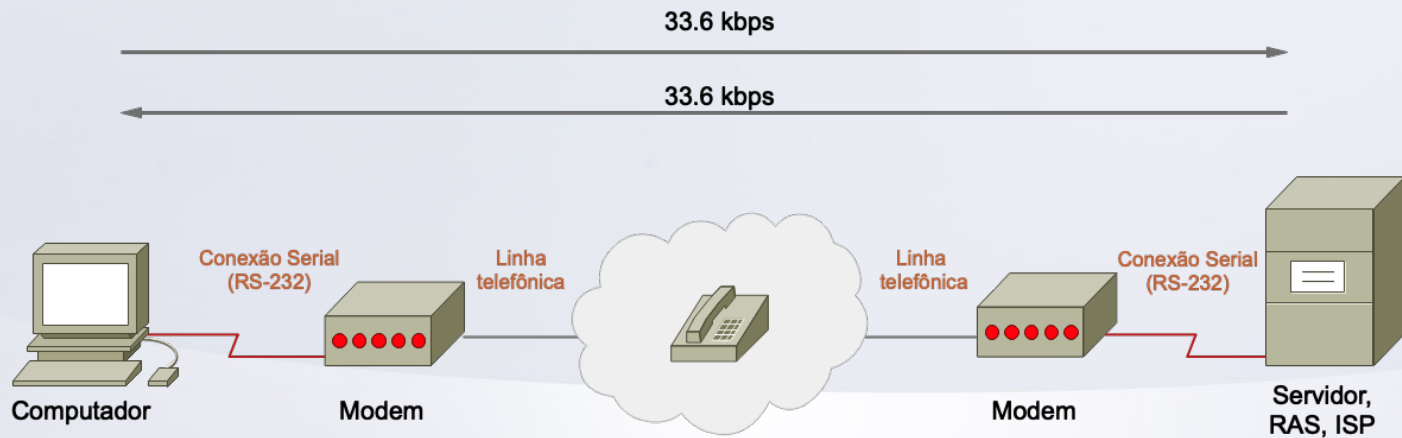 33.6 kbps
33.6 kbps
Conexão Serial
(RS-232)
Linha
telefônica
Linha
telefônica
Conexão Serial
(RS-232)
Computador
Modem
Modem
Servidor,
RAS, ISP